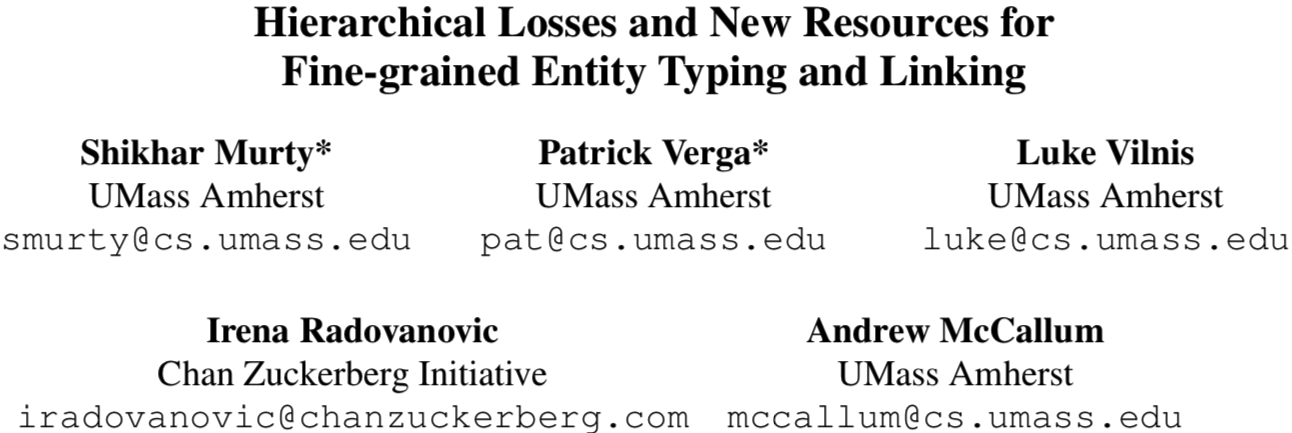 Hierarchical Losses and New Resources for
Fine-grained Entity Typing and Linking
Shikhar Murty* Patrick Verga* Luke Vilnis
UMass Amherst UMass Amherst UMass Amherst
smurty@cs.umass.edu pat@cs.umass.edu luke@cs.umass.edu
Irena Radovanovic Andrew McCallum
Chan Zuckerberg Initiative UMass Amherst
iradovanovic@chanzuckerberg.com mccallum@cs.umass.edu